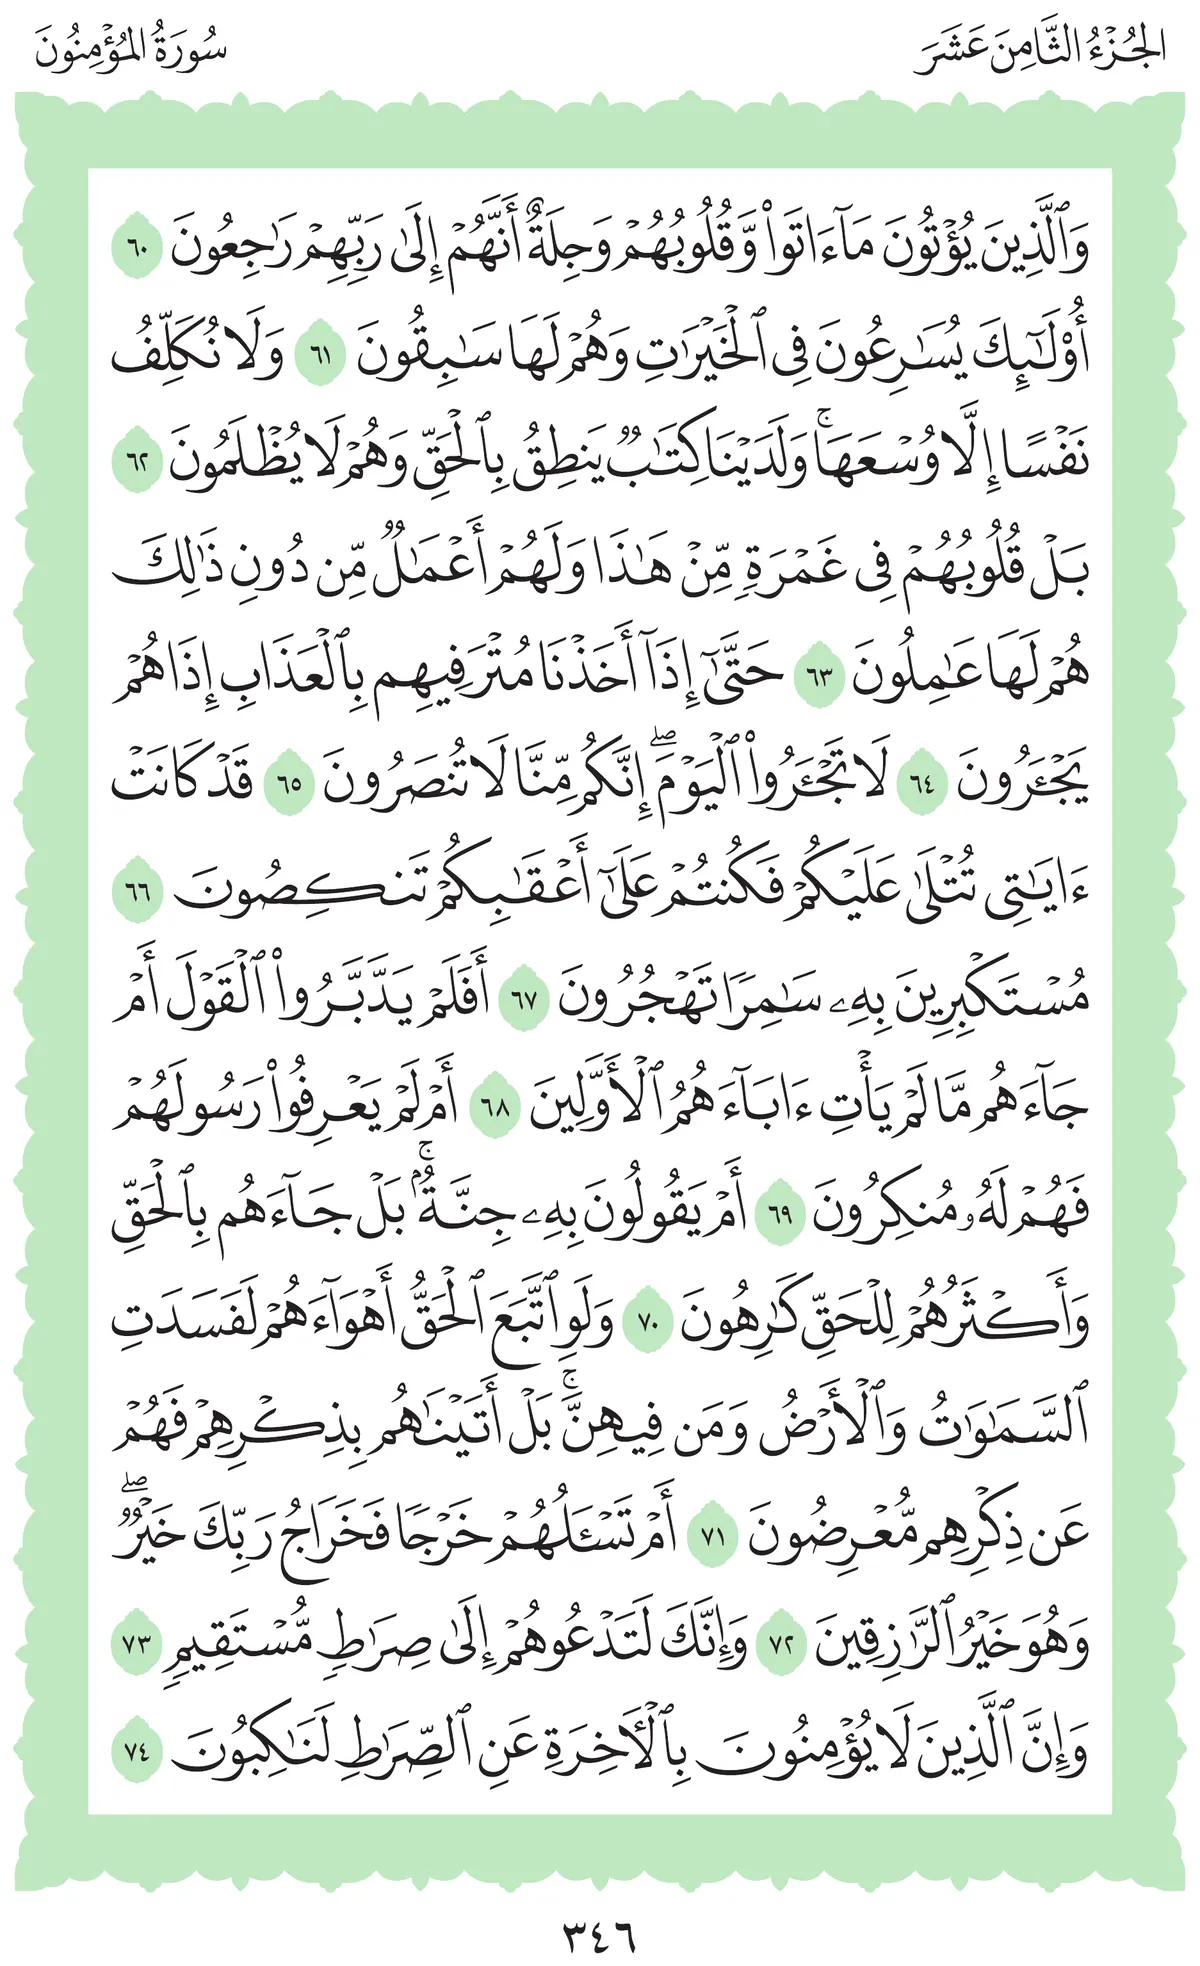 الجُزْءُ الثَّامِنَ عَشَرَ
سُورَةُ المُؤْمِنُونَ
وَٱلَّذِينَ يُؤْتُونَ مَآ ءَاتَوا۟ وَّقُلُوبُهُمْ وَجِلَةٌ أَنَّهُمْ إِلَىٰ رَبِّهِمْ رَٰجِعُونَ ٦٠
أُو۟لَٰٓئِكَ يُسَٰرِعُونَ فِى ٱلْخَيْرَٰتِ وَهُمْ لَهَا سَٰبِقُونَ ٦١ وَلَا نُكَلِّفُ
نَفْسًا إِلَّا وُسْعَهَا ۚ وَلَدَيْنَا كِتَٰبٌ يَنطِقُ بِٱلْحَقِّ وَهُمْ لَا يُظْلَمُونَ ٦٢
بَلْ قُلُوبُهُمْ فِى غَمْرَةٍ مِّنْ هَٰذَا وَلَهُمْ أَعْمَٰلٌ مِّن دُونِ ذَٰلِكَ
هُمْ لَهَا عَٰمِلُونَ ٦٣ حَتَّىٰٓ إِذَآ أَخَذْنَا مُتْرَفِيهِم بِٱلْعَذَابِ إِذَا هُمْ
يَجْـَٔرُونَ ٦٤ لَا تَجْـَٔرُوا۟ ٱلْيَوْمَ ۖ إِنَّكُم مِّنَّا لَا تُنصَرُونَ ٦٥ قَدْ كَانَتْ
ءَايَٰتِى تُتْلَىٰ عَلَيْكُمْ فَكُنتُمْ عَلَىٰٓ أَعْقَٰبِكُمْ تَنكِصُونَ ٦٦
مُسْتَكْبِرِينَ بِهِۦ سَٰمِرًا تَهْجُرُونَ ٦٧ أَفَلَمْ يَدَّبَّرُوا۟ ٱلْقَوْلَ أَمْ
جَآءَهُم مَّا لَمْ يَأْتِ ءَابَآءَهُمُ ٱلْأَوَّلِينَ ٦٨ أَمْ لَمْ يَعْرِفُوا۟ رَسُولَهُمْ
فَهُمْ لَهُۥ مُنكِرُونَ ٦٩ أَمْ يَقُولُونَ بِهِۦ جِنَّةٌۢ ۚ بَلْ جَآءَهُم بِٱلْحَقِّ
وَأَكْثَرُهُمْ لِلْحَقِّ كَٰرِهُونَ ٧٠ وَلَوِ ٱتَّبَعَ ٱلْحَقُّ أَهْوَآءَهُمْ لَفَسَدَتِ
ٱلسَّمَٰوَٰتُ وَٱلْأَرْضُ وَمَن فِيهِنَّ ۚ بَلْ أَتَيْنَٰهُم بِذِكْرِهِمْ فَهُمْ
عَن ذِكْرِهِم مُّعْرِضُونَ ٧١ أَمْ تَسْـَٔلُهُمْ خَرْجًا فَخَرَاجُ رَبِّكَ خَيْرٌ ۖ
وَهُوَ خَيْرُ ٱلرَّٰزِقِينَ ٧٢ وَإِنَّكَ لَتَدْعُوهُمْ إِلَىٰ صِرَٰطٍ مُّسْتَقِيمٍ ٧٣
وَإِنَّ ٱلَّذِينَ لَا يُؤْمِنُونَ بِٱلْـَٔاخِرَةِ عَنِ ٱلصِّرَٰطِ لَنَٰكِبُونَ ٧٤
٣٤٦